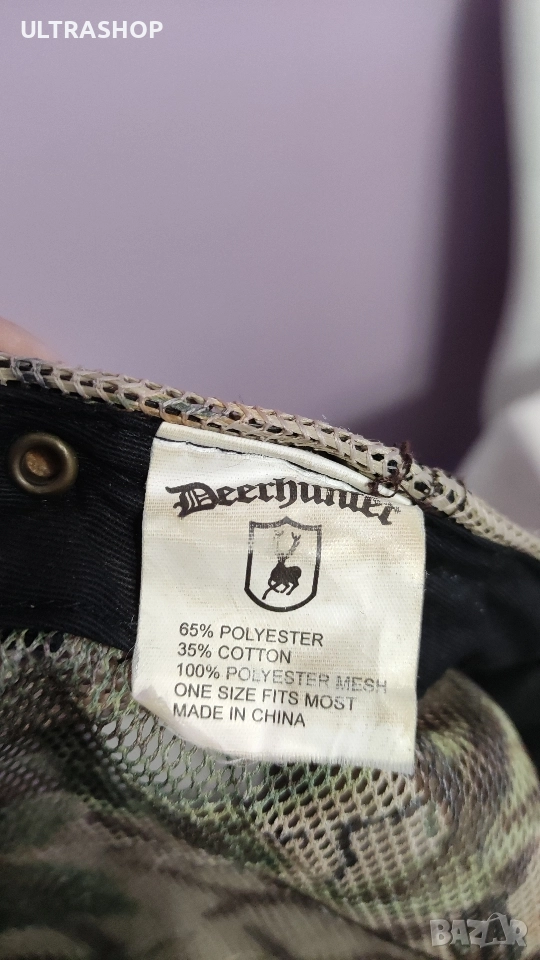 ULTRASHOP
Deerhunter
65% POLYESTER
35% COTTON
100% POLYESTER MESH
ONE SIZE FITS MOST
MADE IN CHINA
BAZAR